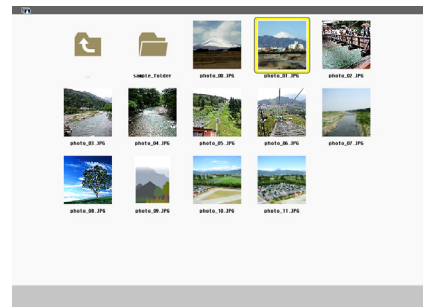 ..
sample_folder
photo_00.JPG
photo_01.JPG
photo_02.JPG
photo_03.JPG
photo_04.JPG
photo_05.JPG
photo_06.JPG
photo_07.JPG
photo_08.JPG
photo_09.JPG
photo_10.JPG
photo_11.JPG